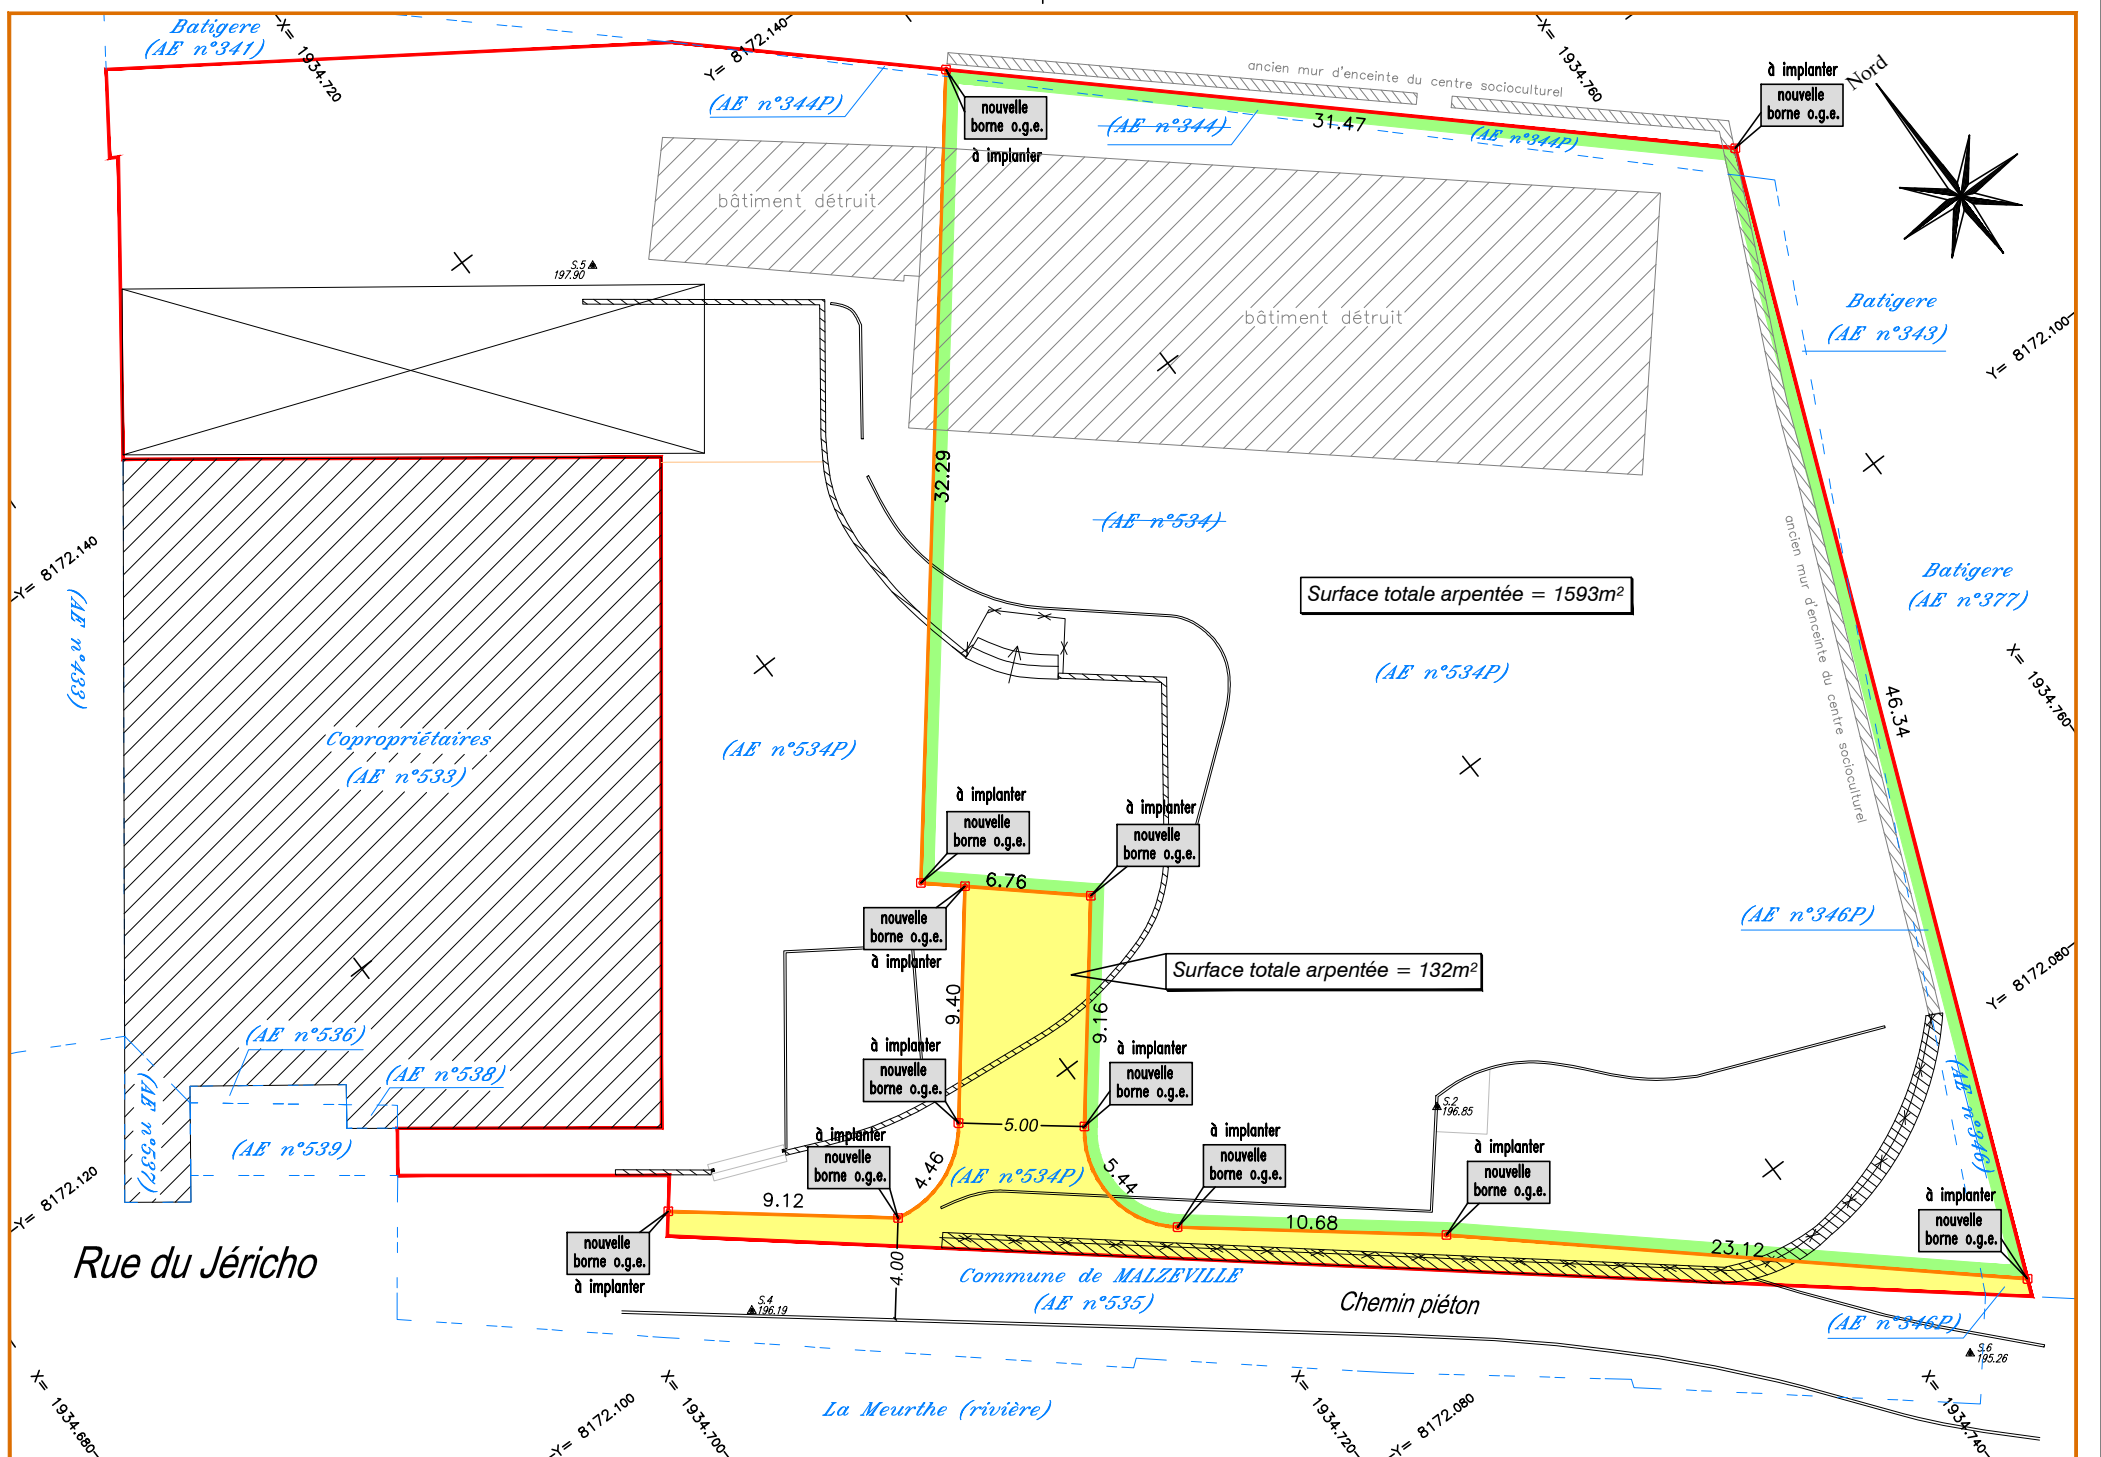 Batigere
(AE n°341)
X= 1934.720
Y= 8172.140
X= 1934.760
Nord
ancien mur d'enceinte du centre socioculturel
à implanter
nouvelle
borne o.g.e.
(AE n°344P)
nouvelle
borne o.g.e.
à implanter
(AE n°344)
31.47
(AE n°344P)
bâtiment détruit
S.5
197.90
bâtiment détruit
Batigere
(AE n°343)
Y= 8172.100
32.29
(AE n°534)
Y= 8172.140
(AE n°433)
Surface totale arpentée = 1593m²
ancien mur d'enceinte du centre socioculturel
Batigere
(AE n°377)
X= 1934.760
(AE n°534P)
46.34
Copropriétaires
(AE n°533)
(AE n°534P)
à implanter
nouvelle
borne o.g.e.
à implanter
nouvelle
borne o.g.e.
6.76
nouvelle
borne o.g.e.
à implanter
(AE n°346P)
Surface totale arpentée = 132m²
Y= 8172.080
9.40
9.16
(AE n°536)
(AE n°538)
(AE n°537)
(AE n°539)
à implanter
nouvelle
borne o.g.e.
à implanter
nouvelle
borne o.g.e.
5.00
S.2
196.85
(AE n°346)
à implanter
nouvelle
borne o.g.e.
4.46
(AE n°534P)
5.44
à implanter
nouvelle
borne o.g.e.
à implanter
nouvelle
borne o.g.e.
à implanter
nouvelle
borne o.g.e.
Y= 8172.120
9.12
10.68
23.12
nouvelle
borne o.g.e.
à implanter
Rue du Jéricho
4.00
Commune de MALZEVILLE
(AE n°535)
Chemin piéton
S.4
196.19
(AE n°346P)
S.6
195.26
X= 1934.680
Y= 8172.100
X= 1934.700
La Meurthe (rivière)
X= 1934.720
Y= 8172.080
X= 1934.740